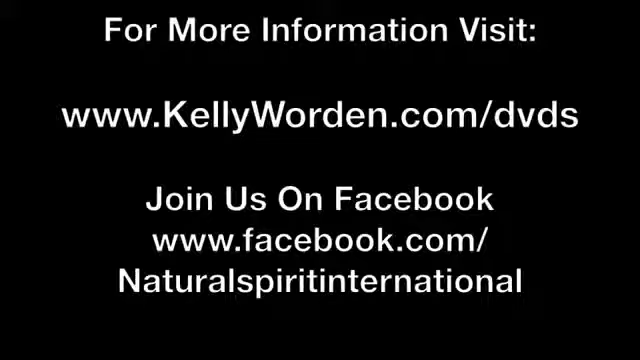 For More Information Visit:
www.KellyWorden.com/dvds
Join Us On Facebook
www.facebook.com/
Naturalspiritinternational